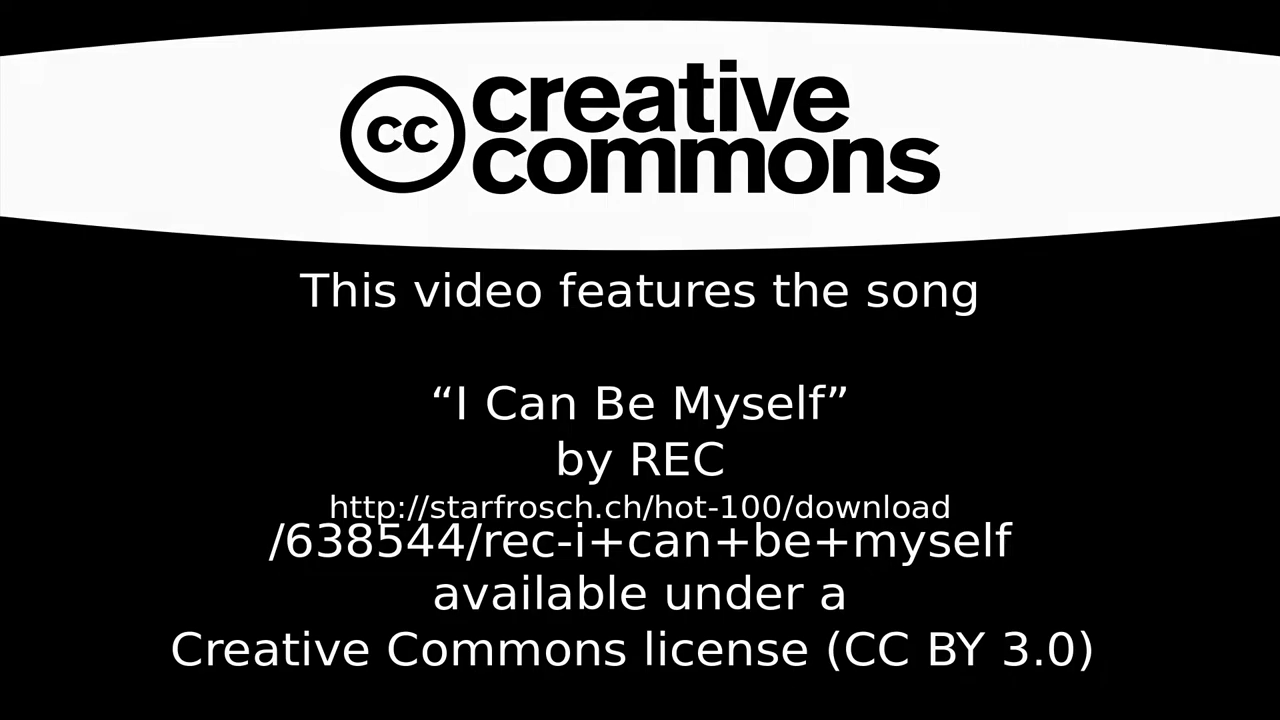 cc creative
commons
This video features the song
“I Can Be Myself”
by REC
http://starfrosch.ch/hot-100/download
/638544/rec-i+can+be+myself
available under a
Creative Commons license (CC BY 3.0)